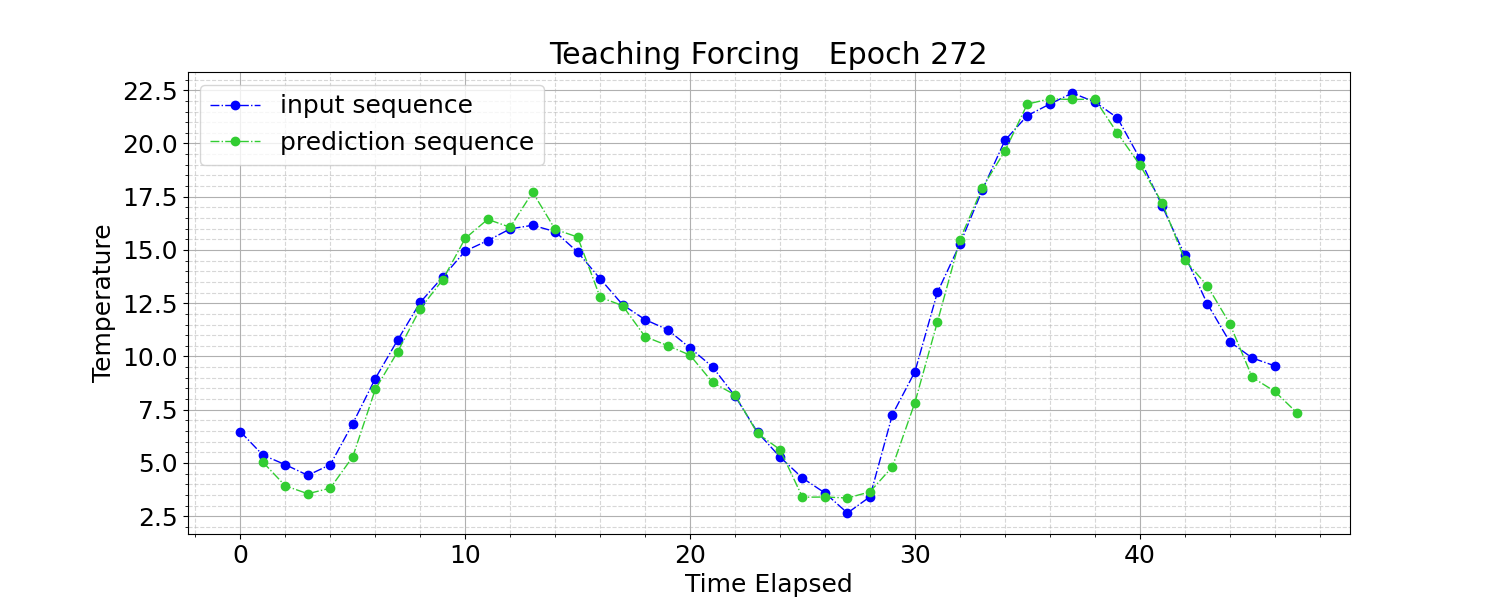 Teaching Forcing   Epoch 272
input sequence
prediction sequence
22.5
20.0
17.5
15.0
12.5
10.0
7.5
5.0
2.5
Temperature
0 10 20 30 40
Time Elapsed